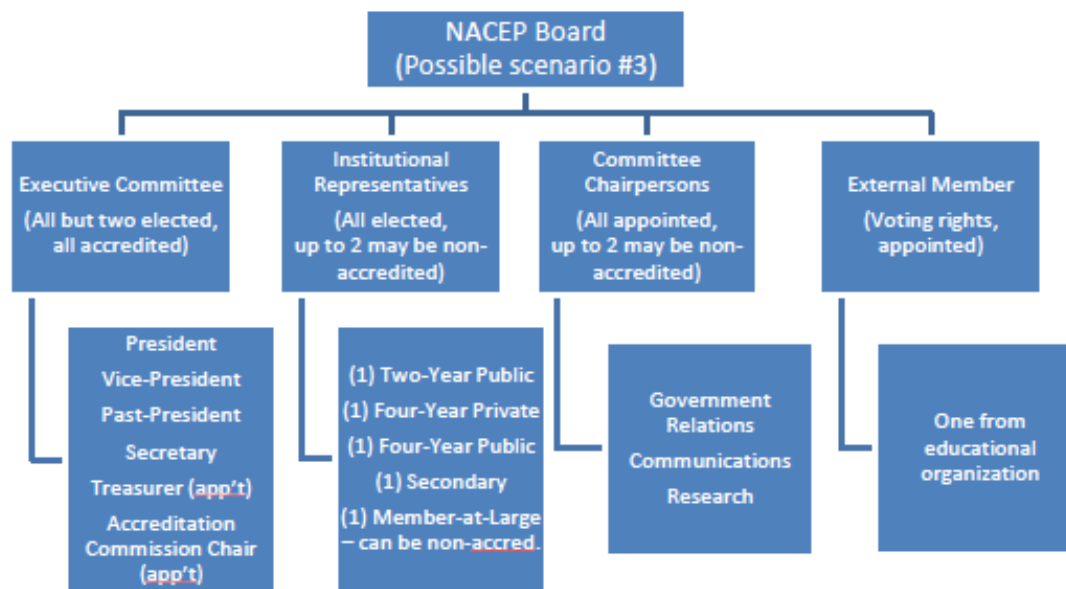 NACEP Board
(Possible scenario #3)
Executive Committee
(All but two elected,
all accredited)
Institutional
Representatives
(All elected,
up to 2 may be non-
accredited)
Committee
Chairpersons
(All appointed,
up to 2 may be non-
accredited)
External Member
(Voting rights,
appointed)
President
Vice-President
Past-President
Secretary
Treasurer (app't)
Accreditation
Commission Chair
(app't)
(1) Two-Year Public
(1) Four-Year Private
(1) Four-Year Public
(1) Secondary
(1) Member-at-Large
– can be non-accred.
Government
Relations
Communications
Research
One from
educational
organization